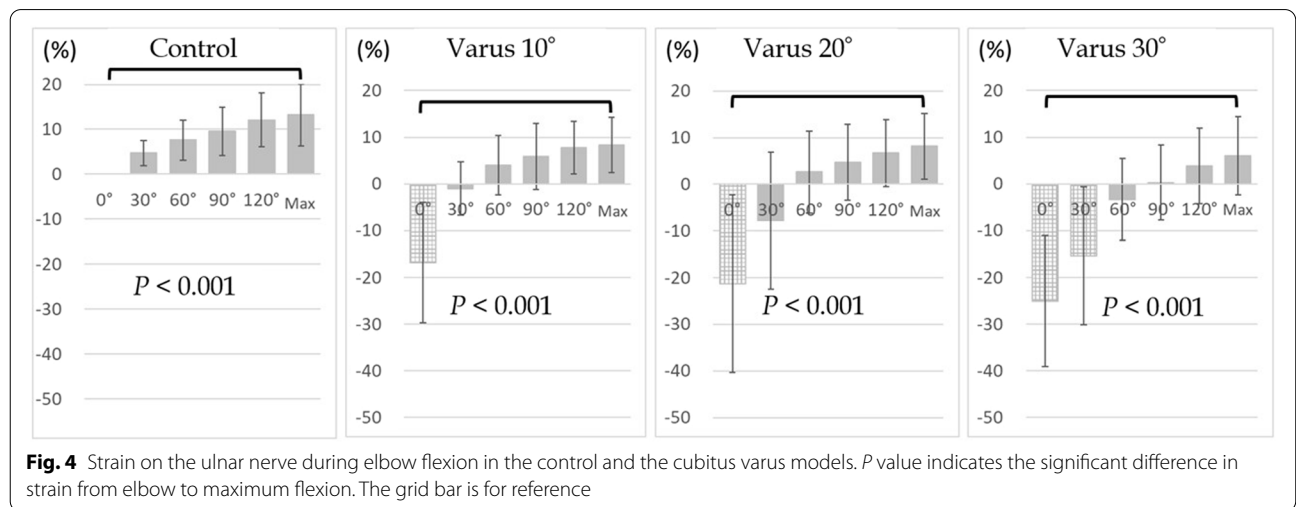 (%) Control
20
10
0
-10
-20
-30
-40
-50
0° 30° 60° 90° 120° Max
P < 0.001
(%) Varus 10°
20
10
0
-10
-20
-30
-40
-50
0° 30° 60° 90° 120° Max
P < 0.001
(%) Varus 20°
20
10
0
-10
-20
-30
-40
-50
0° 30° 60° 90° 120° Max
P < 0.001
(%) Varus 30°
20
10
0
-10
-20
-30
-40
-50
0° 30° 60° 90° 120° Max
P < 0.001
Fig. 4 Strain on the ulnar nerve during elbow flexion in the control and the cubitus varus models. P value indicates the significant difference in
strain from elbow to maximum flexion. The grid bar is for reference